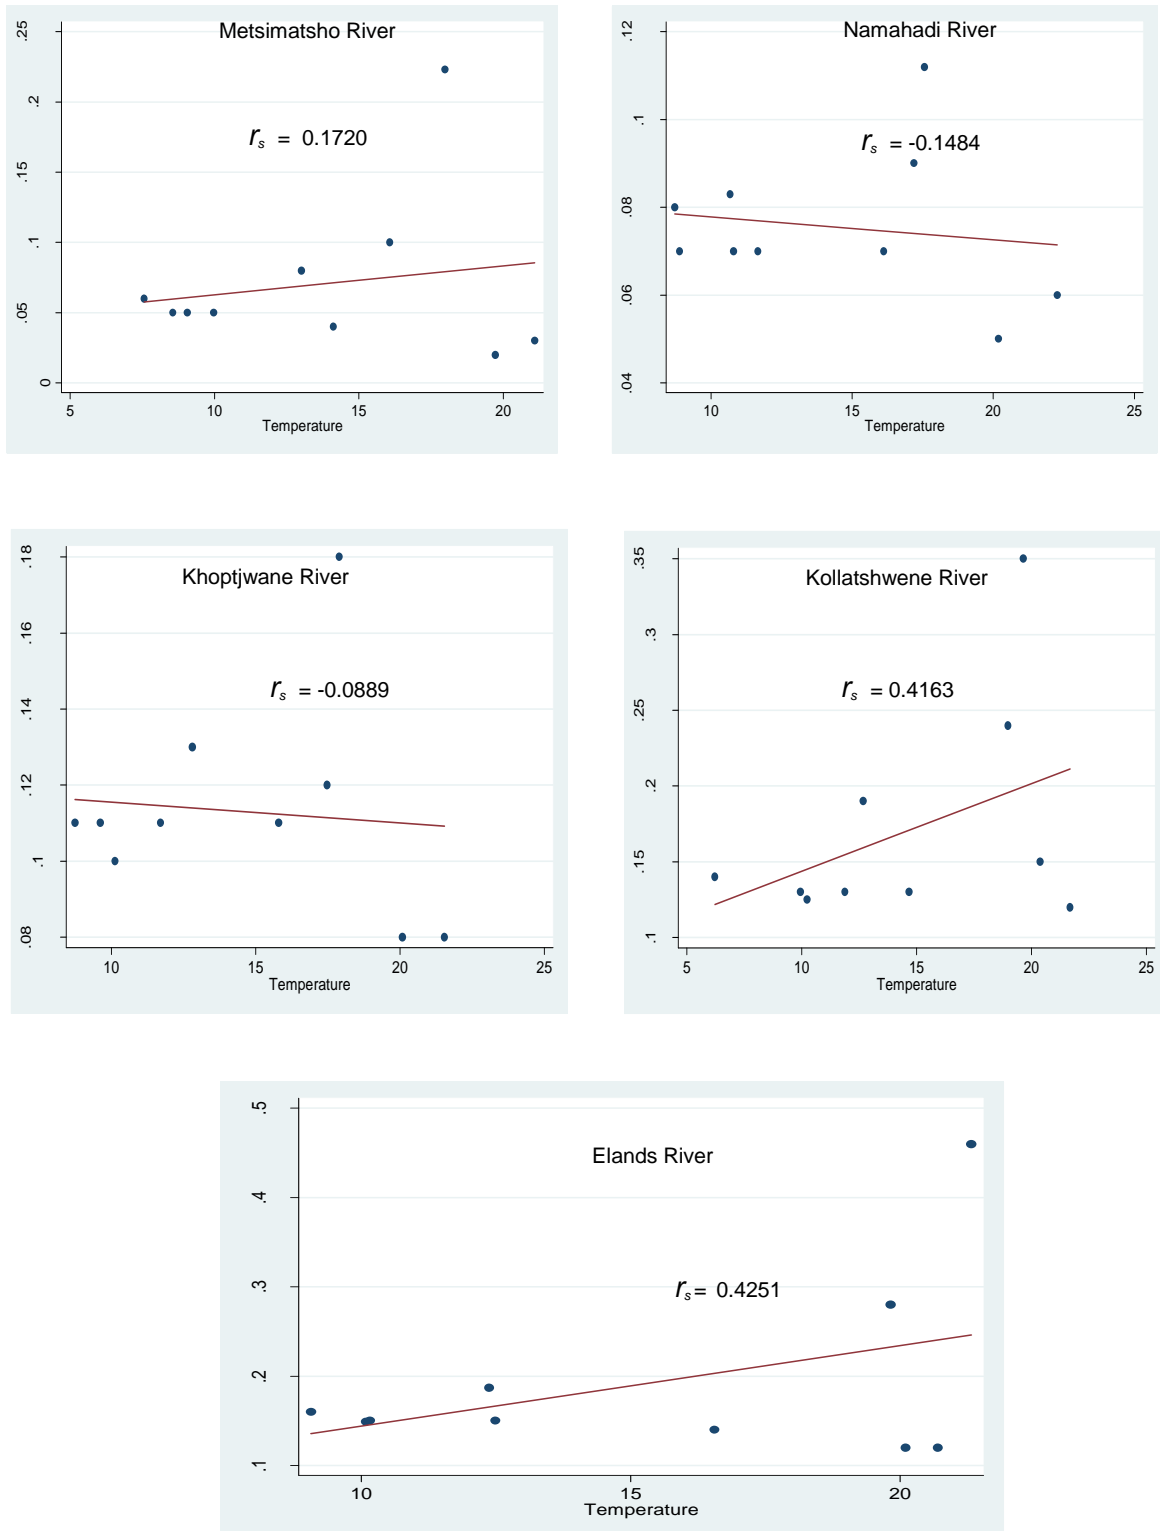 Metsimatsho River
rs = 0.1720
.25
.2
.15
.1
.05
0
5 10 15 20
Temperature
Namahadi River
rs = -0.1484
.12
.1
.08
.06
.04
10 15 20 25
Temperature
Khoptjwane River
rs = -0.0889
.18
.16
.14
.12
.1
.08
10 15 20 25
Temperature
Kollatshwene River
rs = 0.4163
.35
.3
.25
.2
.15
.1
5 10 15 20 25
Temperature
Elands River
rs = 0.4251
.5
.4
.3
.2
.1
10 15 20
Temperature